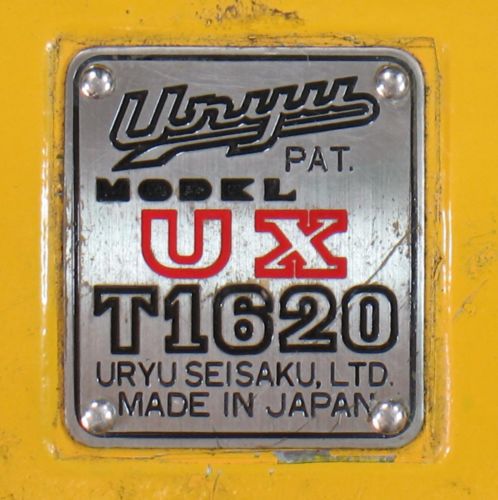 Uryu
PAT.
MODEL
UX
T1620
URYU SEISAKU, LTD.
MADE IN JAPAN